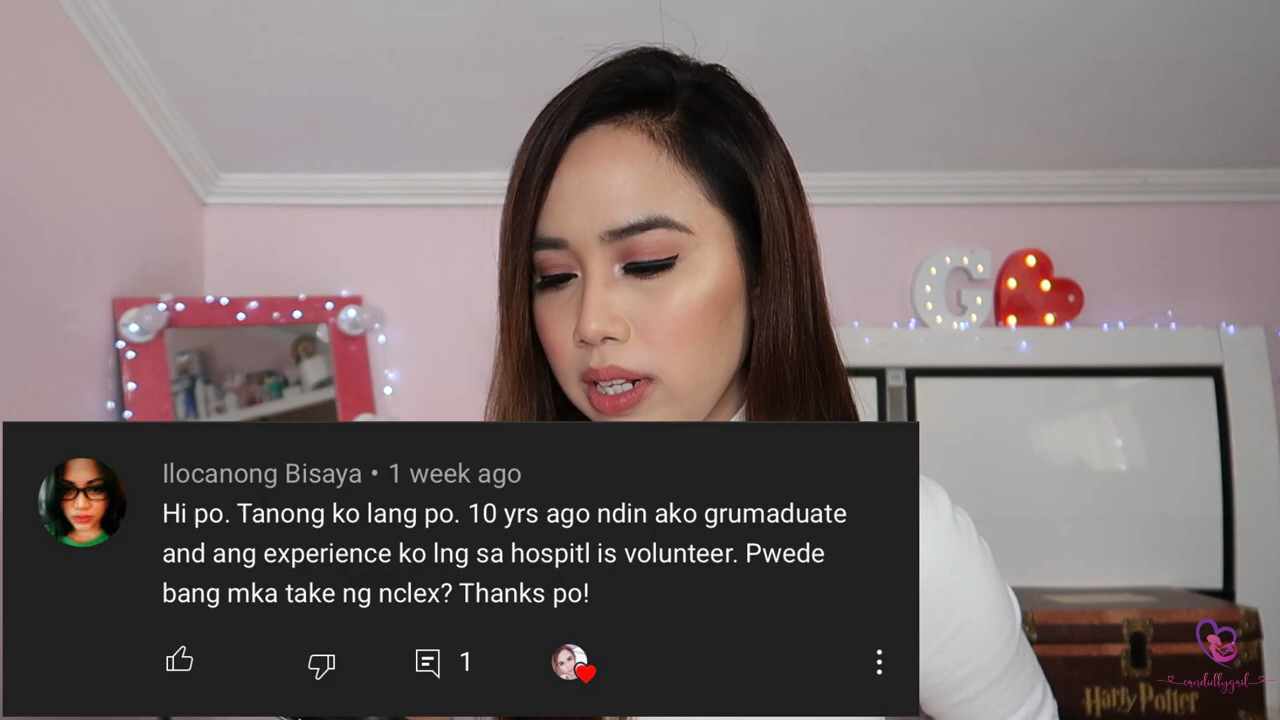 G
Ilocanong Bisaya • 1 week ago
Hi po. Tanong ko lang po. 10 yrs ago ndin ako grumaduate
and ang experience ko lng sa hospitl is volunteer. Pwede
bang mka take ng nclex? Thanks po!
1
candidlygail
Harry Potter